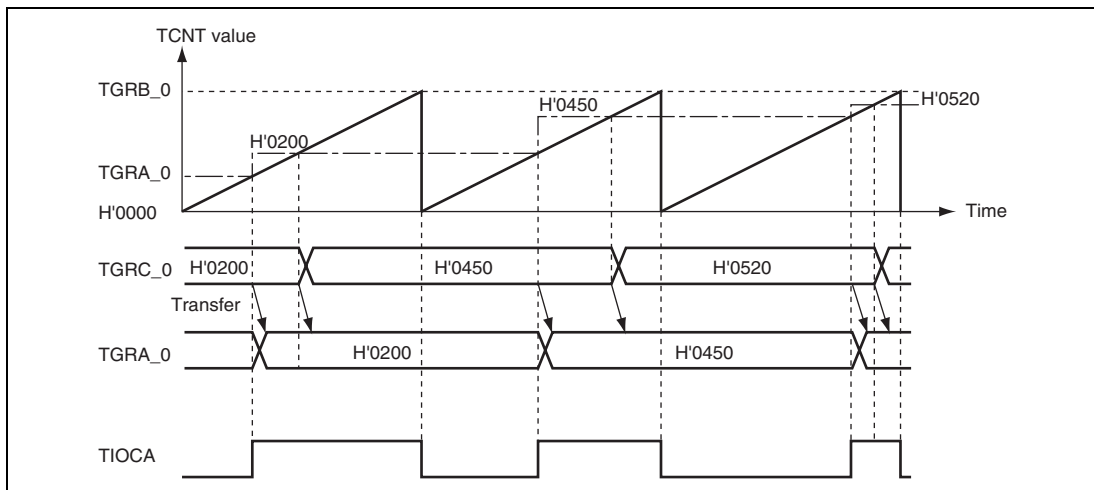 TCNT value
TGRB_0
H'0520
H'0450
H'0200
TGRA_0
H'0000
Time
TGRC_0
H'0200
H'0450
H'0520
Transfer
TGRA_0
H'0200
H'0450
TIOCA